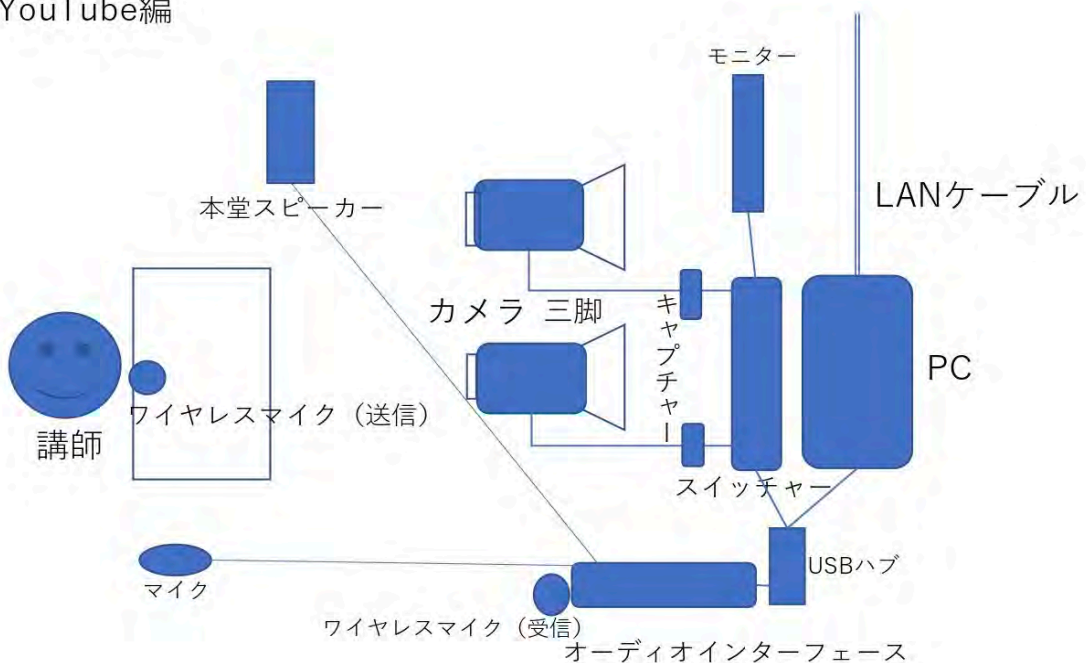 YouTube編
モニター
本堂スピーカー
LANケーブル
カメラ 三脚
キャプチャー
PC
ワイヤレスマイク（送信）
講師
スイッチャー
マイク
USBハブ
ワイヤレスマイク（受信）
オーディオインターフェース